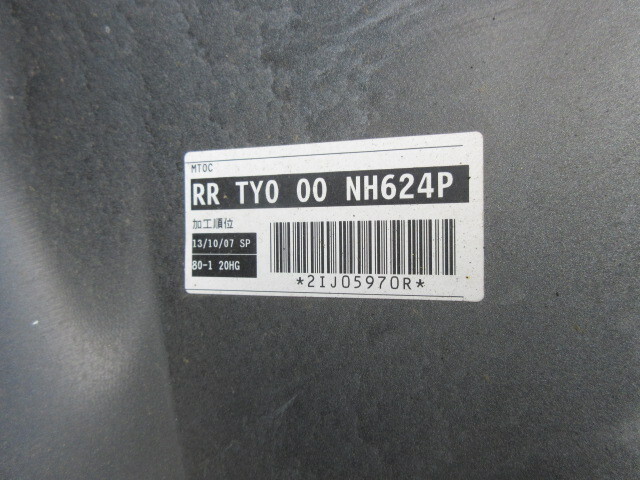 MTOC
RR TY0 00 NH624P
加工順位
13/10/07 SP
80-1 20HG
*2IJ05970R*